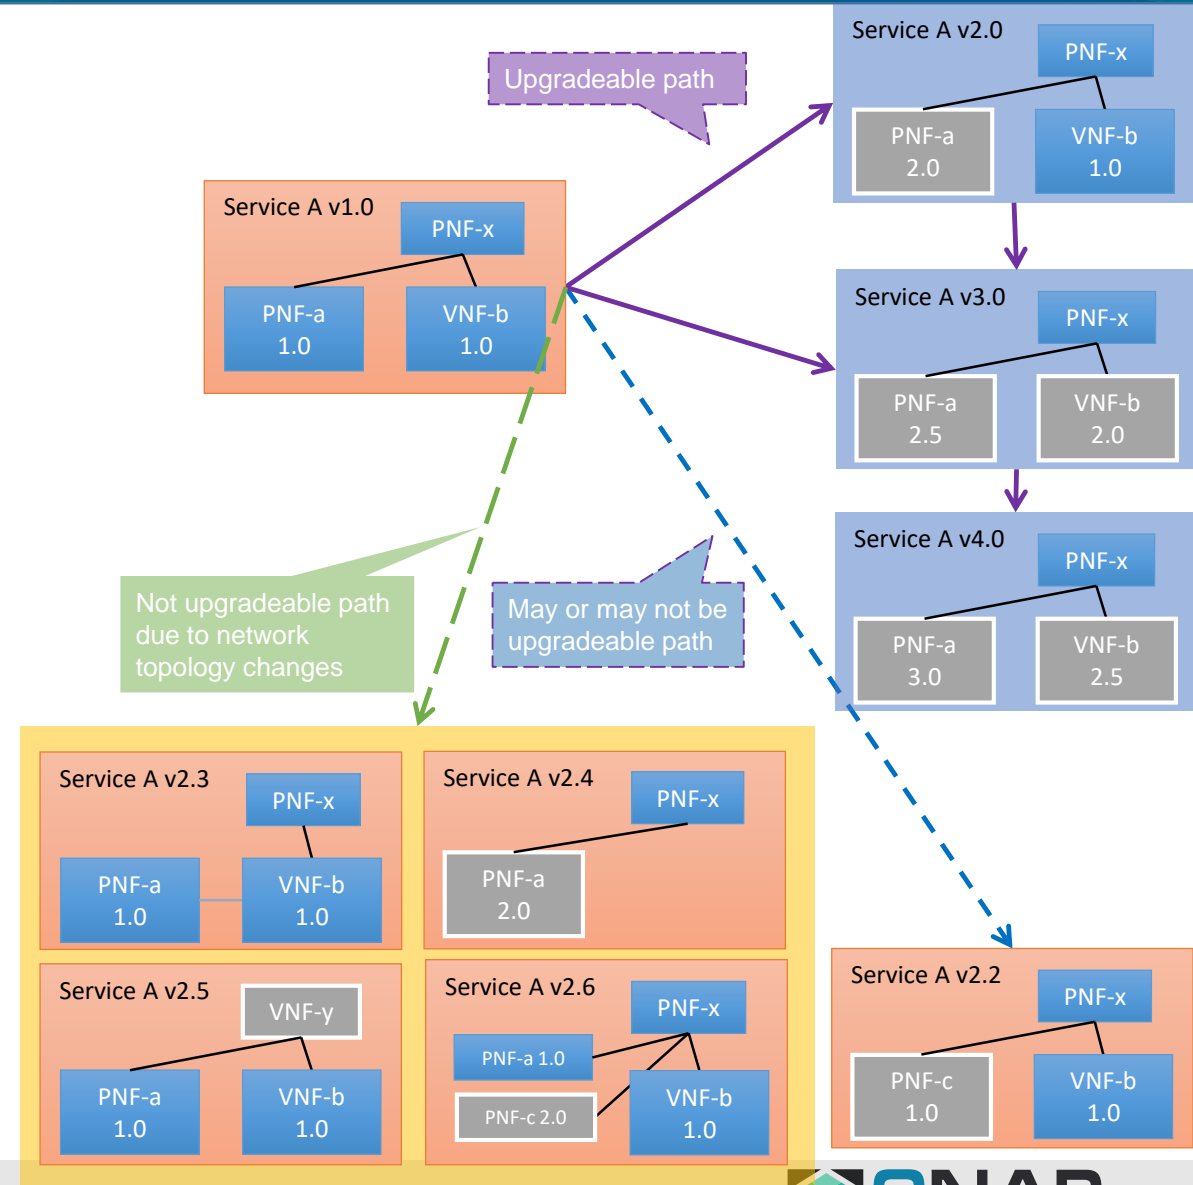 Service A v2.0
PNF-x
PNF-a
2.0
VNF-b
1.0
Upgradeable path
Service A v1.0
PNF-x
PNF-a
1.0
VNF-b
1.0
Service A v3.0
PNF-x
PNF-a
2.5
VNF-b
2.0
Service A v4.0
PNF-x
PNF-a
3.0
VNF-b
2.5
Not upgradeable path
due to network
topology changes
May or may not be
upgradeable path
Service A v2.3
PNF-x
PNF-a
1.0
VNF-b
1.0
Service A v2.4
PNF-x
PNF-a
2.0
Service A v2.5
VNF-y
PNF-a
1.0
VNF-b
1.0
Service A v2.6
PNF-x
PNF-a 1.0
PNF-c 2.0
VNF-b
1.0
Service A v2.2
PNF-x
PNF-c
1.0
VNF-b
1.0
ONAP